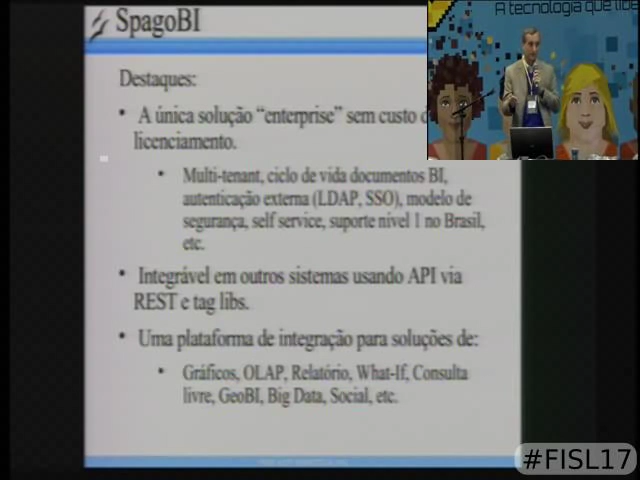 SpagoBI
A tecnologia que
Destaques:
• A única solução “enterprise” sem custo
licenciamento.
• Multi-tenant, ciclo de vida documentos BI,
autenticação externa (LDAP, SSO), modelo de
segurança, self service, suporte nivel 1 no Brasil,
etc.
• Integrável em outros sistemas usando API via
REST e tag libs.
• Uma plataforma de integração para soluções de:
• Gráficos, OLAP, Relatório, What-If, Consulta
livre, GeoBI, Big Data, Social, etc.
#FISL17